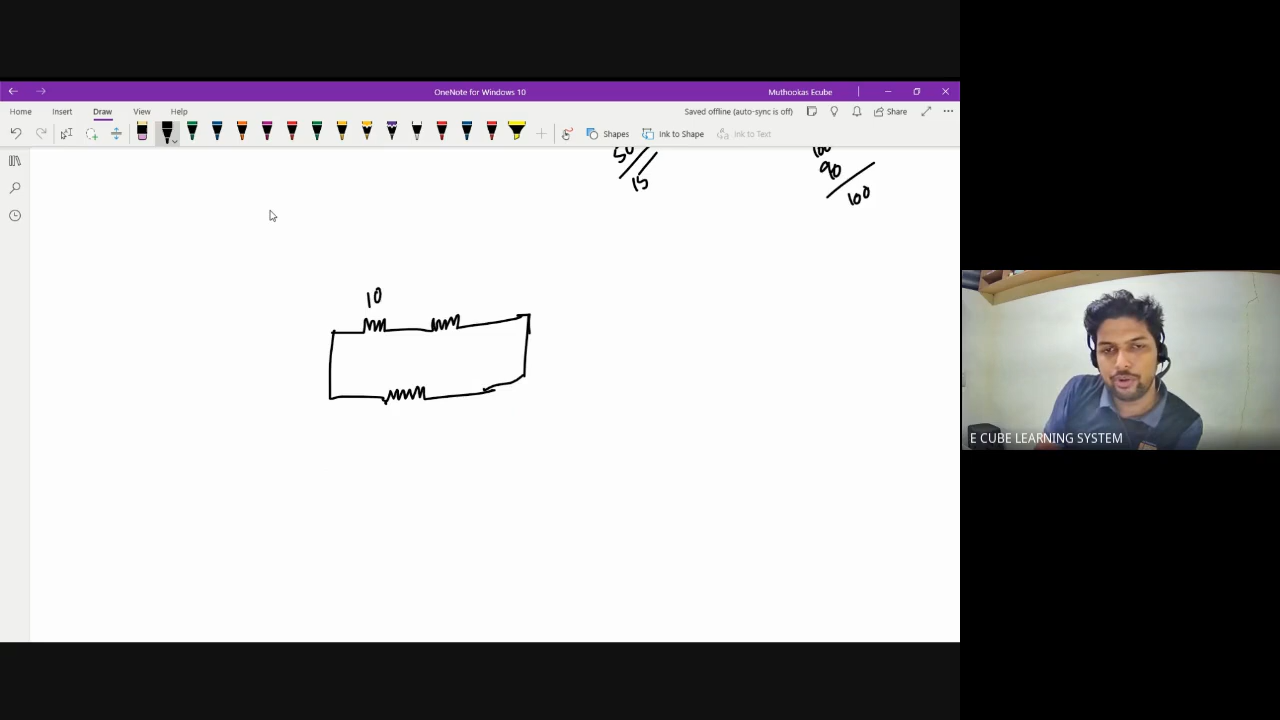 OneNote for Windows 10
Muthookas Ecube
Home Insert Draw View Help
Saved offline (auto-sync is off)
Share
Shapes
Ink to Shape
Ink to Text
50
15
90
100
10
E CUBE LEARNING SYSTEM